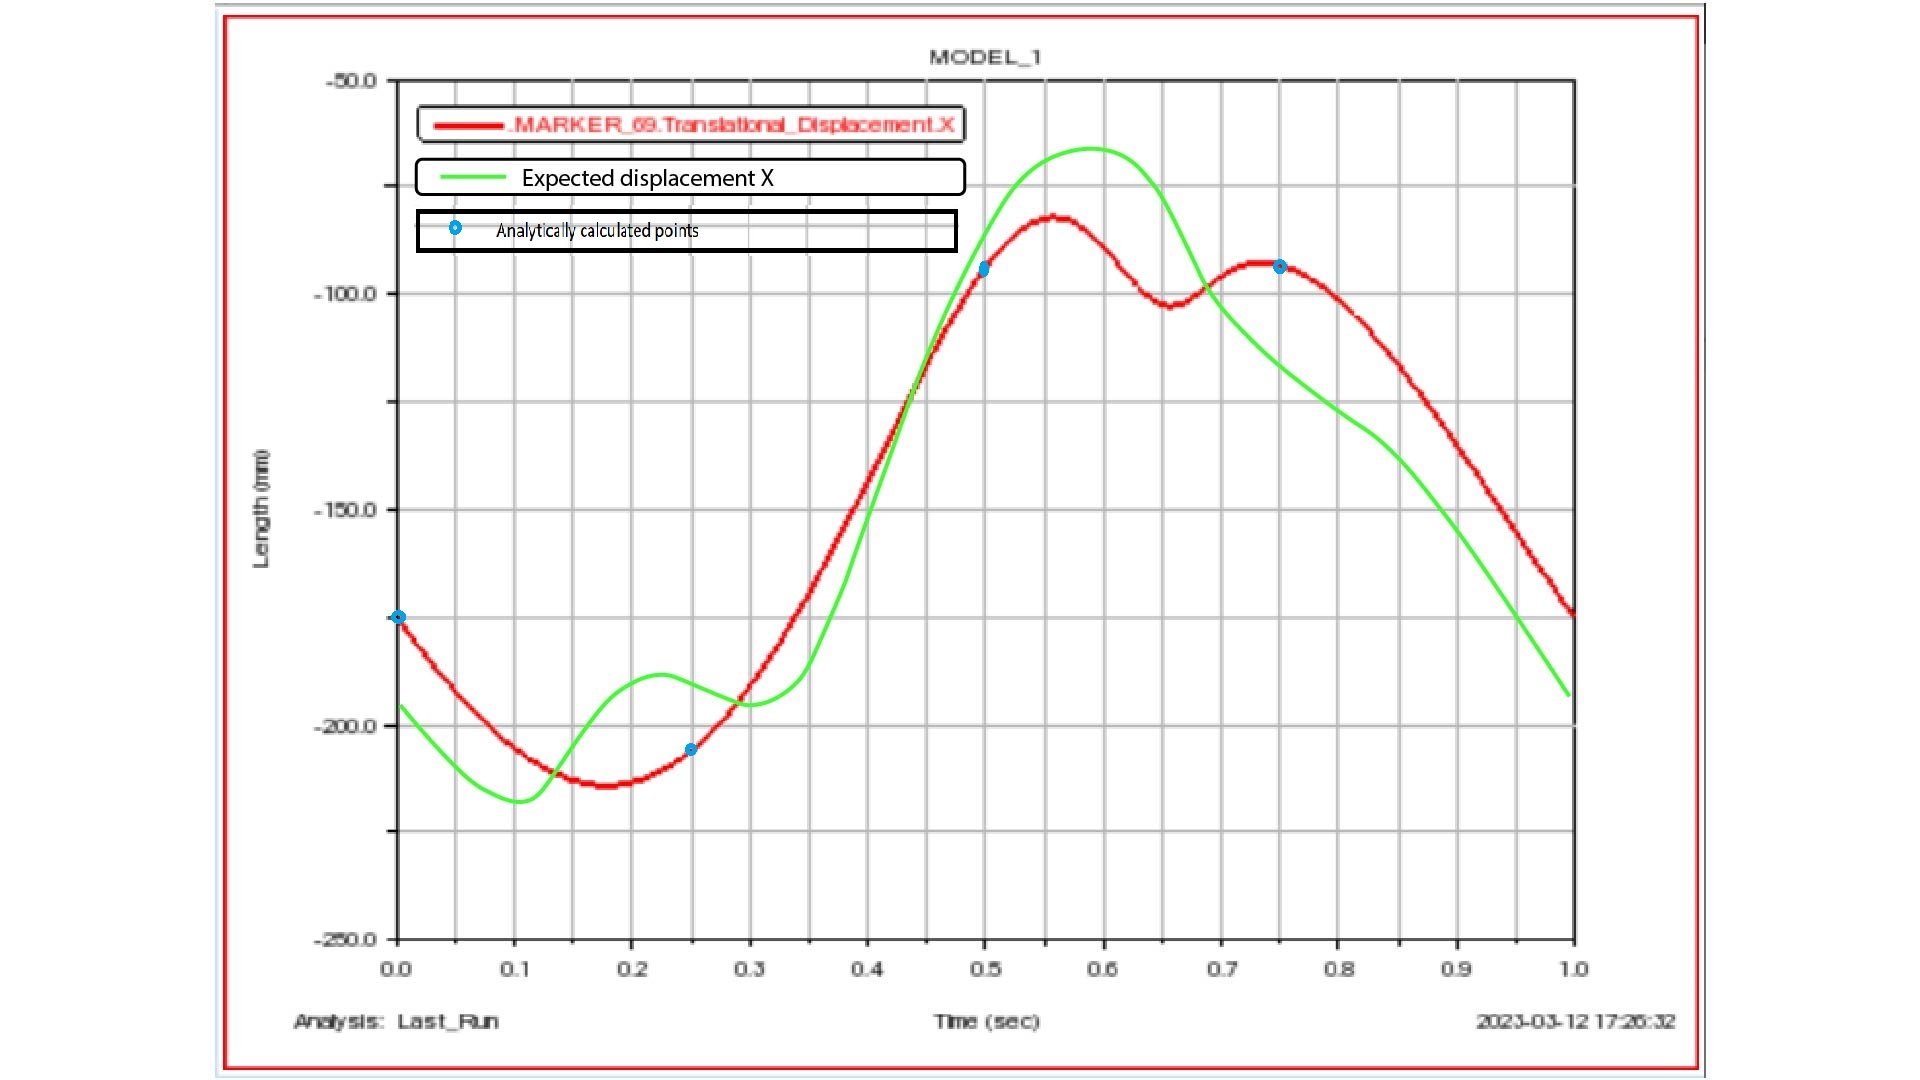 MODEL_1
-50.0
.MARKER_69.Translational_Displacement.X
Expected displacement X
Analytically calculated points
-100.0
-150.0
Length (mm)
-200.0
-250.0
0.0 0.1 0.2 0.3 0.4 0.5 0.6 0.7 0.8 0.9 1.0
Analysis: Last_Run Time (sec) 2023-03-12 17:26:32